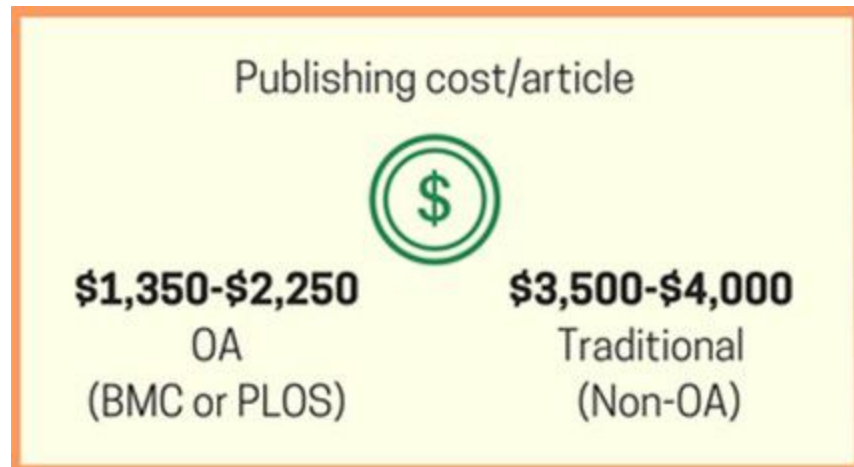 Publishing cost/article
$
$1,350-$2,250
OA
(BMC or PLOS)
$3,500-$4,000
Traditional
(Non-OA)